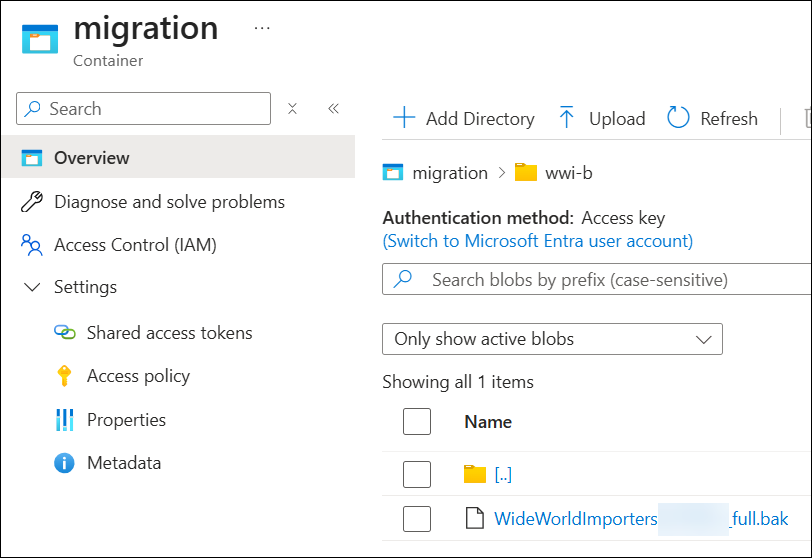 migration ...
Container
Search
Overview
Diagnose and solve problems
Access Control (IAM)
Settings
Shared access tokens
Access policy
Properties
Metadata
Add Directory Upload Refresh
migration > wwi-b
Authentication method: Access key
(Switch to Microsoft Entra user account)
Search blobs by prefix (case-sensitive)
Only show active blobs
Showing all 1 items
Name
[..]
WideWorldImporters _full.bak